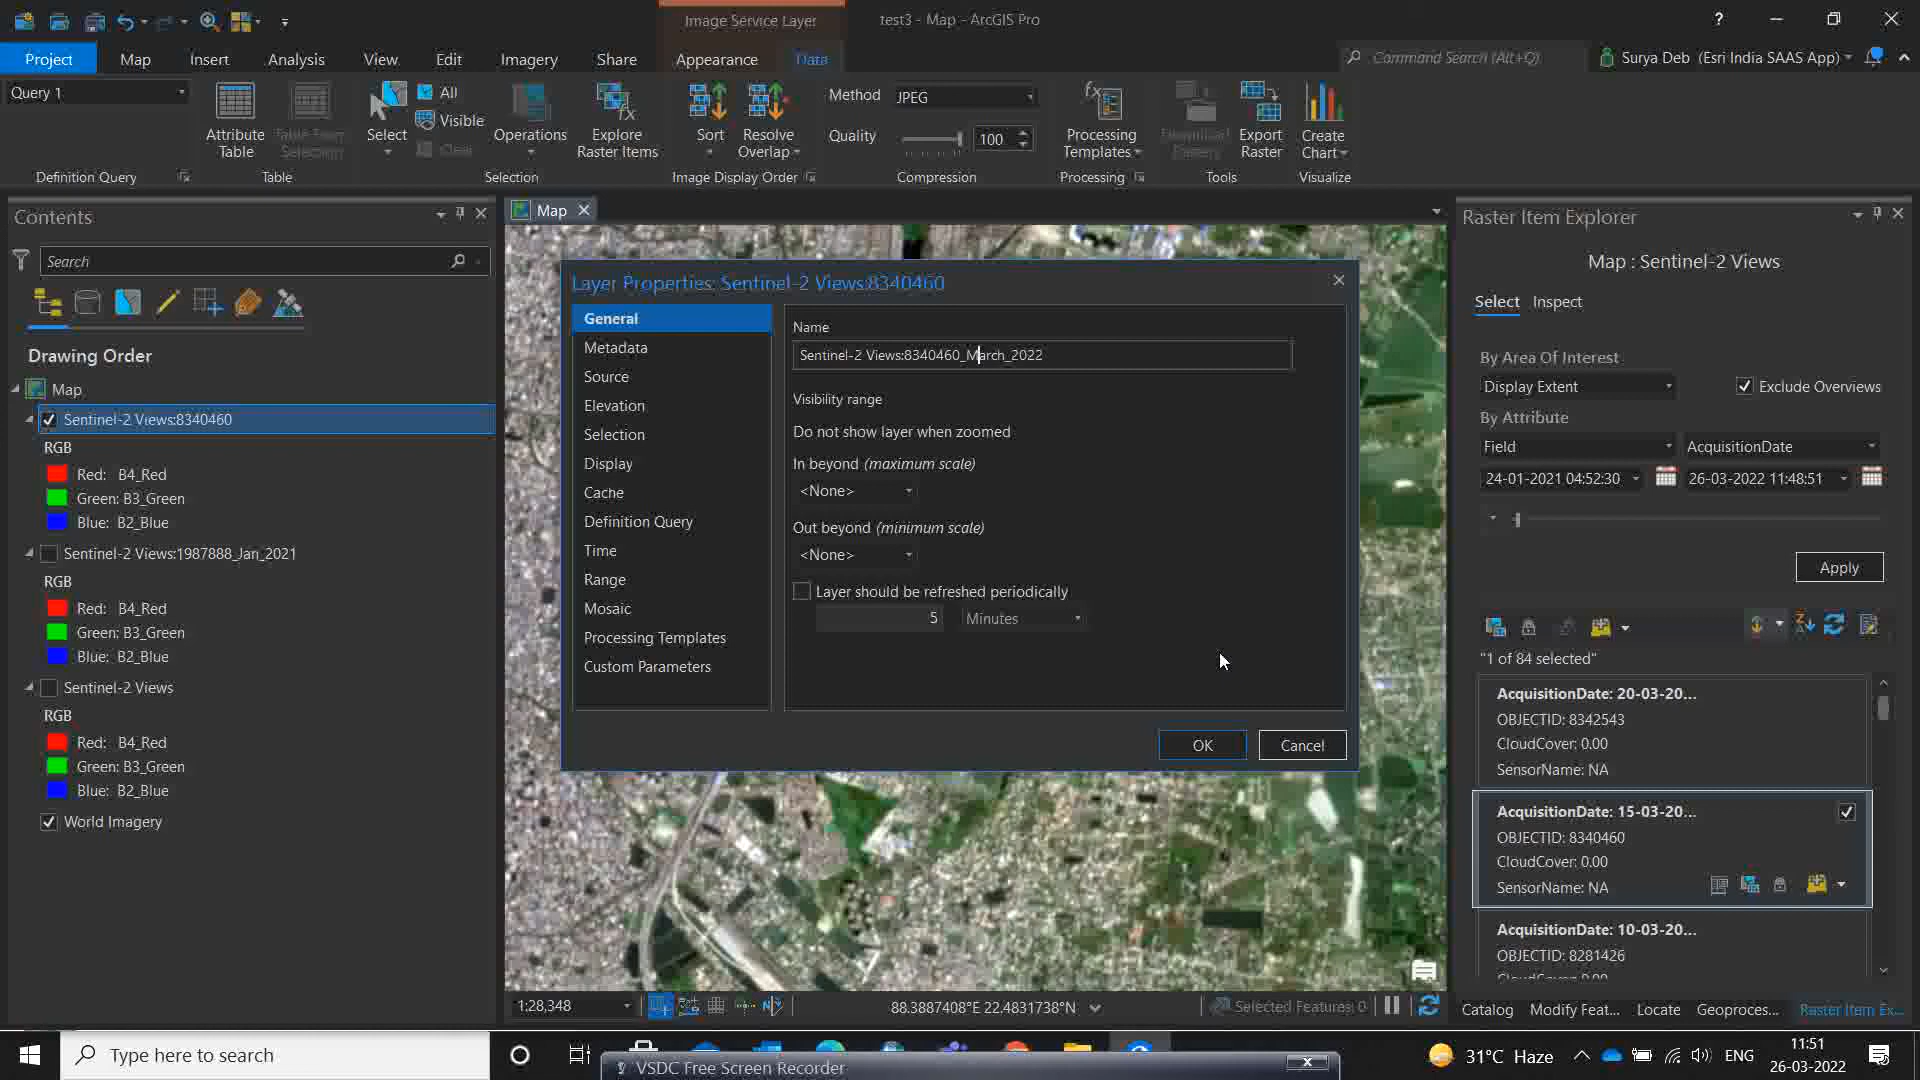 Image Service Layer
test3 - Map - ArcGIS Pro
?
Project
Map
Insert
Analysis
View
Edit
Imagery
Share
Appearance
Data
Command Search (Alt+Q)
Surya Deb (Esri India SAAS App)
Query 1
Definition Query
Attribute Table
Table From Selection
Table
Select
All
Visible
Clear
Operations
Explore Raster Items
Selection
Sort
Resolve Overlap
Image Display Order
Method JPEG
Quality 100
Compression
Processing Templates
Processing
Download Rasters
Export Raster
Tools
Create Chart
Visualize
Contents
Search
Drawing Order
Map
Sentinel-2 Views:8340460
RGB
Red: B4_Red
Green: B3_Green
Blue: B2_Blue
Sentinel-2 Views:1987888_Jan_2021
RGB
Red: B4_Red
Green: B3_Green
Blue: B2_Blue
Sentinel-2 Views
RGB
Red: B4_Red
Green: B3_Green
Blue: B2_Blue
World Imagery
Map
Layer Properties: Sentinel-2 Views:8340460
General
Metadata
Source
Elevation
Selection
Display
Cache
Definition Query
Time
Range
Mosaic
Processing Templates
Custom Parameters
Name
Sentinel-2 Views:8340460_March_2022
Visibility range
Do not show layer when zoomed
In beyond (maximum scale)
<None>
Out beyond (minimum scale)
<None>
Layer should be refreshed periodically
5 Minutes
OK
Cancel
1:28,348
88.3887408°E 22.4831738°N
Selected Features: 0
Raster Item Explorer
Map : Sentinel-2 Views
Select Inspect
By Area Of Interest
Display Extent
Exclude Overviews
By Attribute
Field
AcquisitionDate
24-01-2021 04:52:30
26-03-2022 11:48:51
Apply
"1 of 84 selected"
AcquisitionDate: 20-03-20...
OBJECTID: 8342543
CloudCover: 0.00
SensorName: NA
AcquisitionDate: 15-03-20...
OBJECTID: 8340460
CloudCover: 0.00
SensorName: NA
AcquisitionDate: 10-03-20...
OBJECTID: 8281426
CloudCover: 0.00
Catalog
Modify Feat...
Locate
Geoproces...
Raster Item Ex...
Type here to search
VSDC Free Screen Recorder
31°C Haze
ENG
11:51
26-03-2022